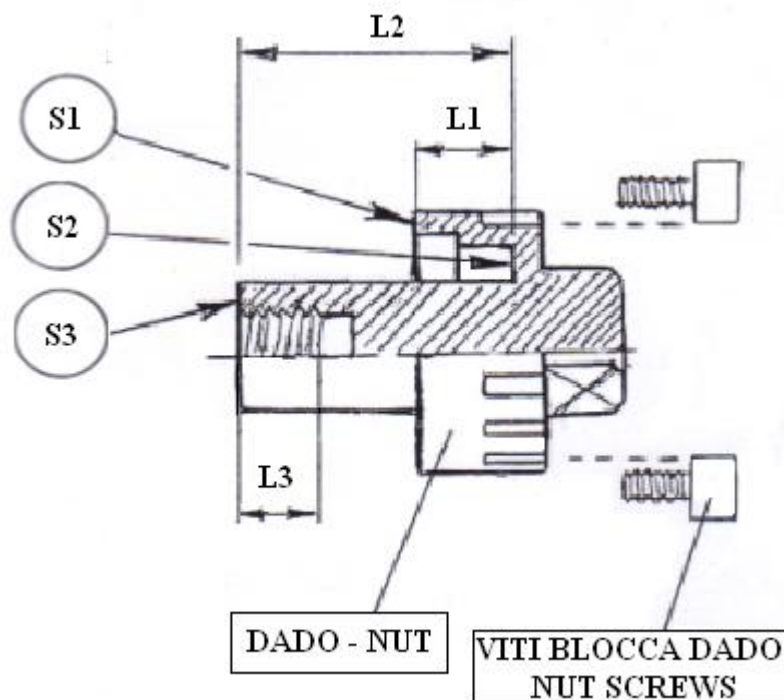 L2
S1
L1
S2
S3
L3
DADO - NUT
VITI BLOCCA DADO
NUT SCREWS